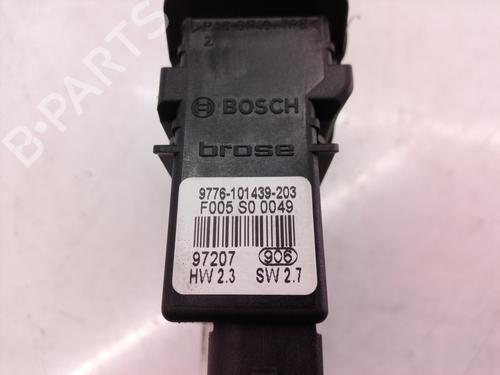 BOSCH
brose
9776-101439-203
F005 S0 0049
97207 906
HW 2.3 SW 2.7
B-PARTS